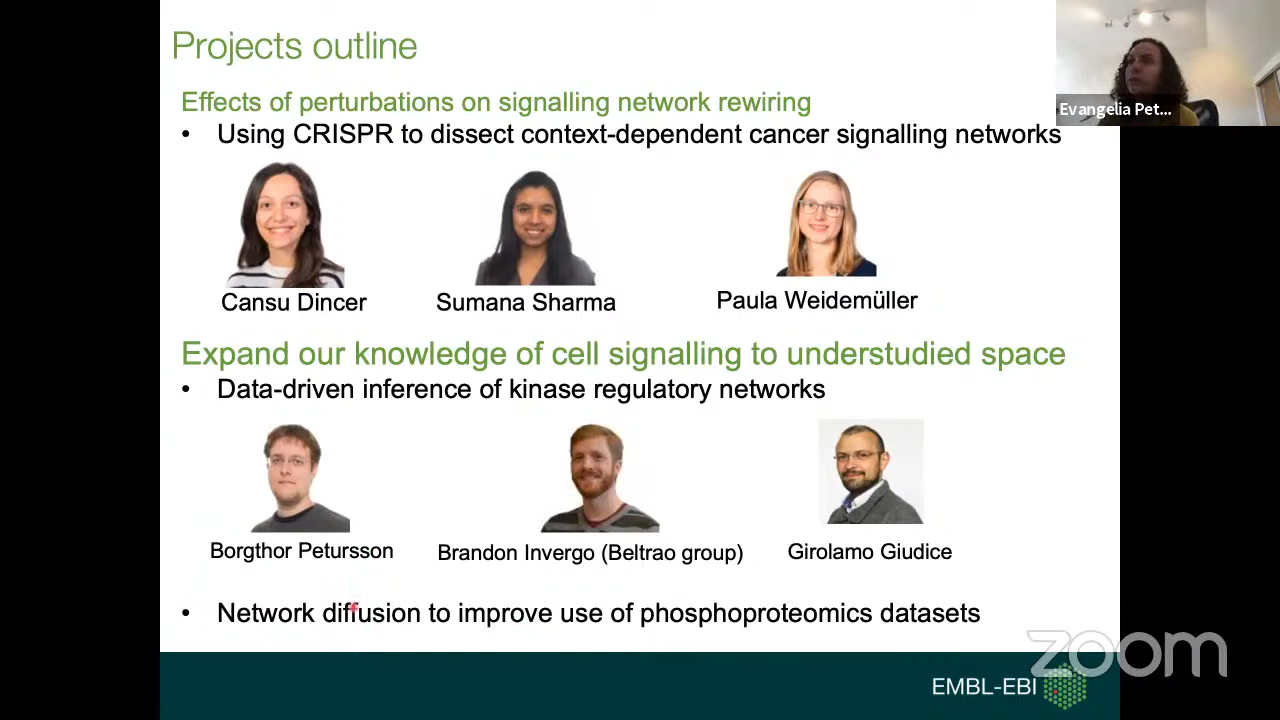 Projects outline
Evangelia Pet...
Effects of perturbations on signalling network rewiring
• Using CRISPR to dissect context-dependent cancer signalling networks
Cansu Dincer
Sumana Sharma
Paula Weidemüller
Expand our knowledge of cell signalling to understudied space
• Data-driven inference of kinase regulatory networks
Borgthor Petursson
Brandon Invergo (Beltrao group)
Girolamo Giudice
• Network diffusion to improve use of phosphoproteomics datasets
zoom
EMBL-EBI